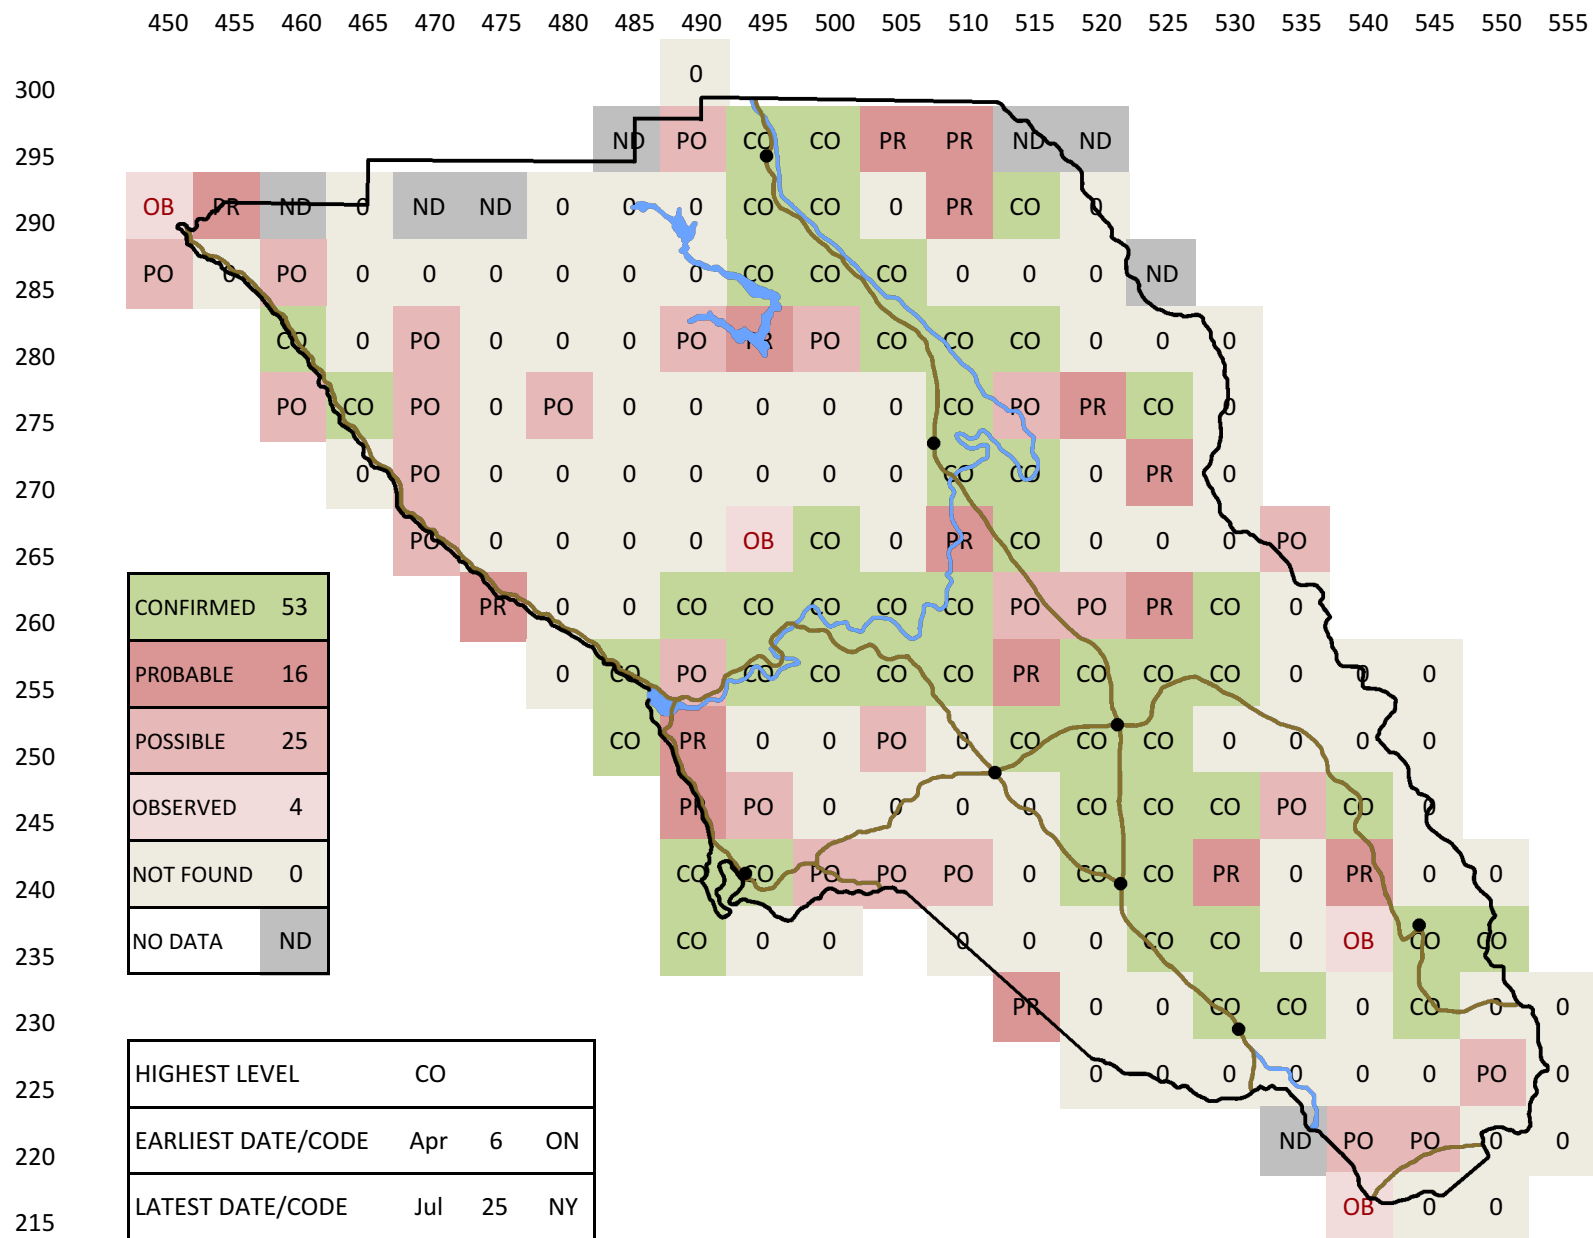 450 455 460 465 470 475 480 485 490 495 500 505 510 515 520 525 530 535 540 545 550 555
0
300
ND PO CO CO PR PR ND ND
295
OB PR ND 0 ND ND 0 0 0 CO CO 0 PR CO 0
290
PO 0 PO 0 0 0 0 0 0 CO CO CO 0 0 0 ND
285
CO 0 PO 0 0 0 PO PR PO CO CO CO 0 0 0
280
PO CO PO 0 PO 0 0 0 0 0 CO PO PR CO 0
275
0 PO 0 0 0 0 0 0 0 CO CO 0 PR 0
270
PO 0 0 0 0 OB CO 0 PR CO 0 0 0 PO
265
CONFIRMED 53
PR 0 0 CO CO CO CO CO PO PO PR CO 0
260
PR0BABLE 16
0 CO PO CO CO CO CO PR CO CO CO 0 0 0
255
POSSIBLE 25
CO PR 0 0 PO 0 CO CO CO 0 0 0 0
250
OBSERVED 4
PR PO 0 0 0 0 CO CO CO PO CO 0
245
NOT FOUND 0
CO CO PO PO PO 0 CO CO PR 0 PR 0 0
240
NO DATA ND
CO 0 0 0 0 0 CO CO 0 OB CO CO
235
PR 0 0 CO CO 0 CO 0 0
230
HIGHEST LEVEL CO
0 0 0 0 0 0 PO
225
EARLIEST DATE/CODE Apr 6 ON
ND PO PO 0 0
220
LATEST DATE/CODE Jul 25 NY
OB 0 0
215